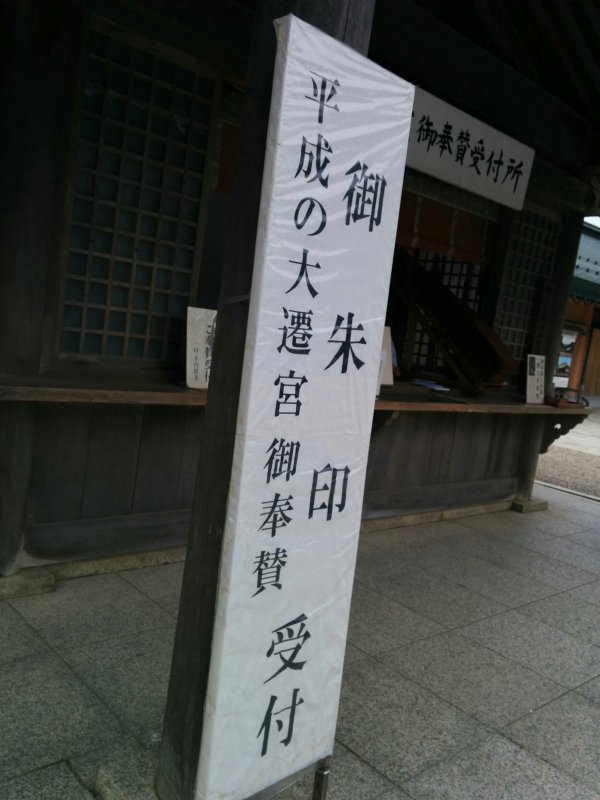 御朱印
平成の大遷宮御奉賛
受付
御奉賛受付所